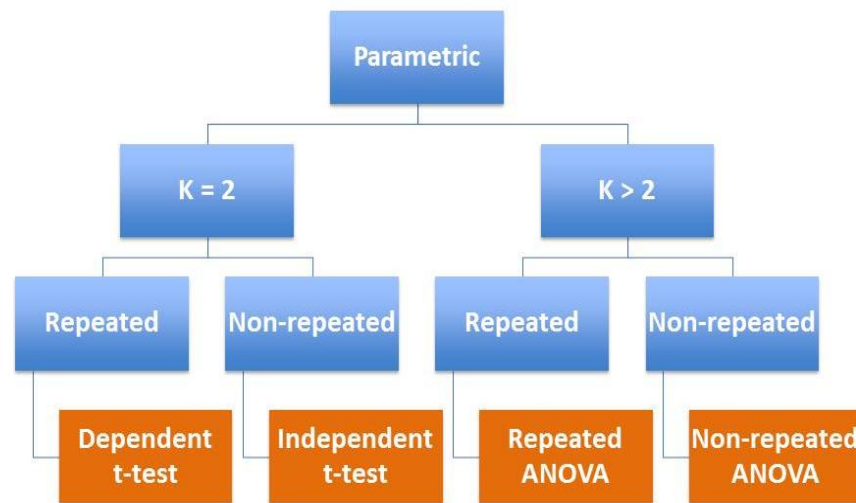 Parametric
K = 2
K > 2
Repeated
Non-repeated
Repeated
Non-repeated
Dependent
t-test
Independent
t-test
Repeated
ANOVA
Non-repeated
ANOVA